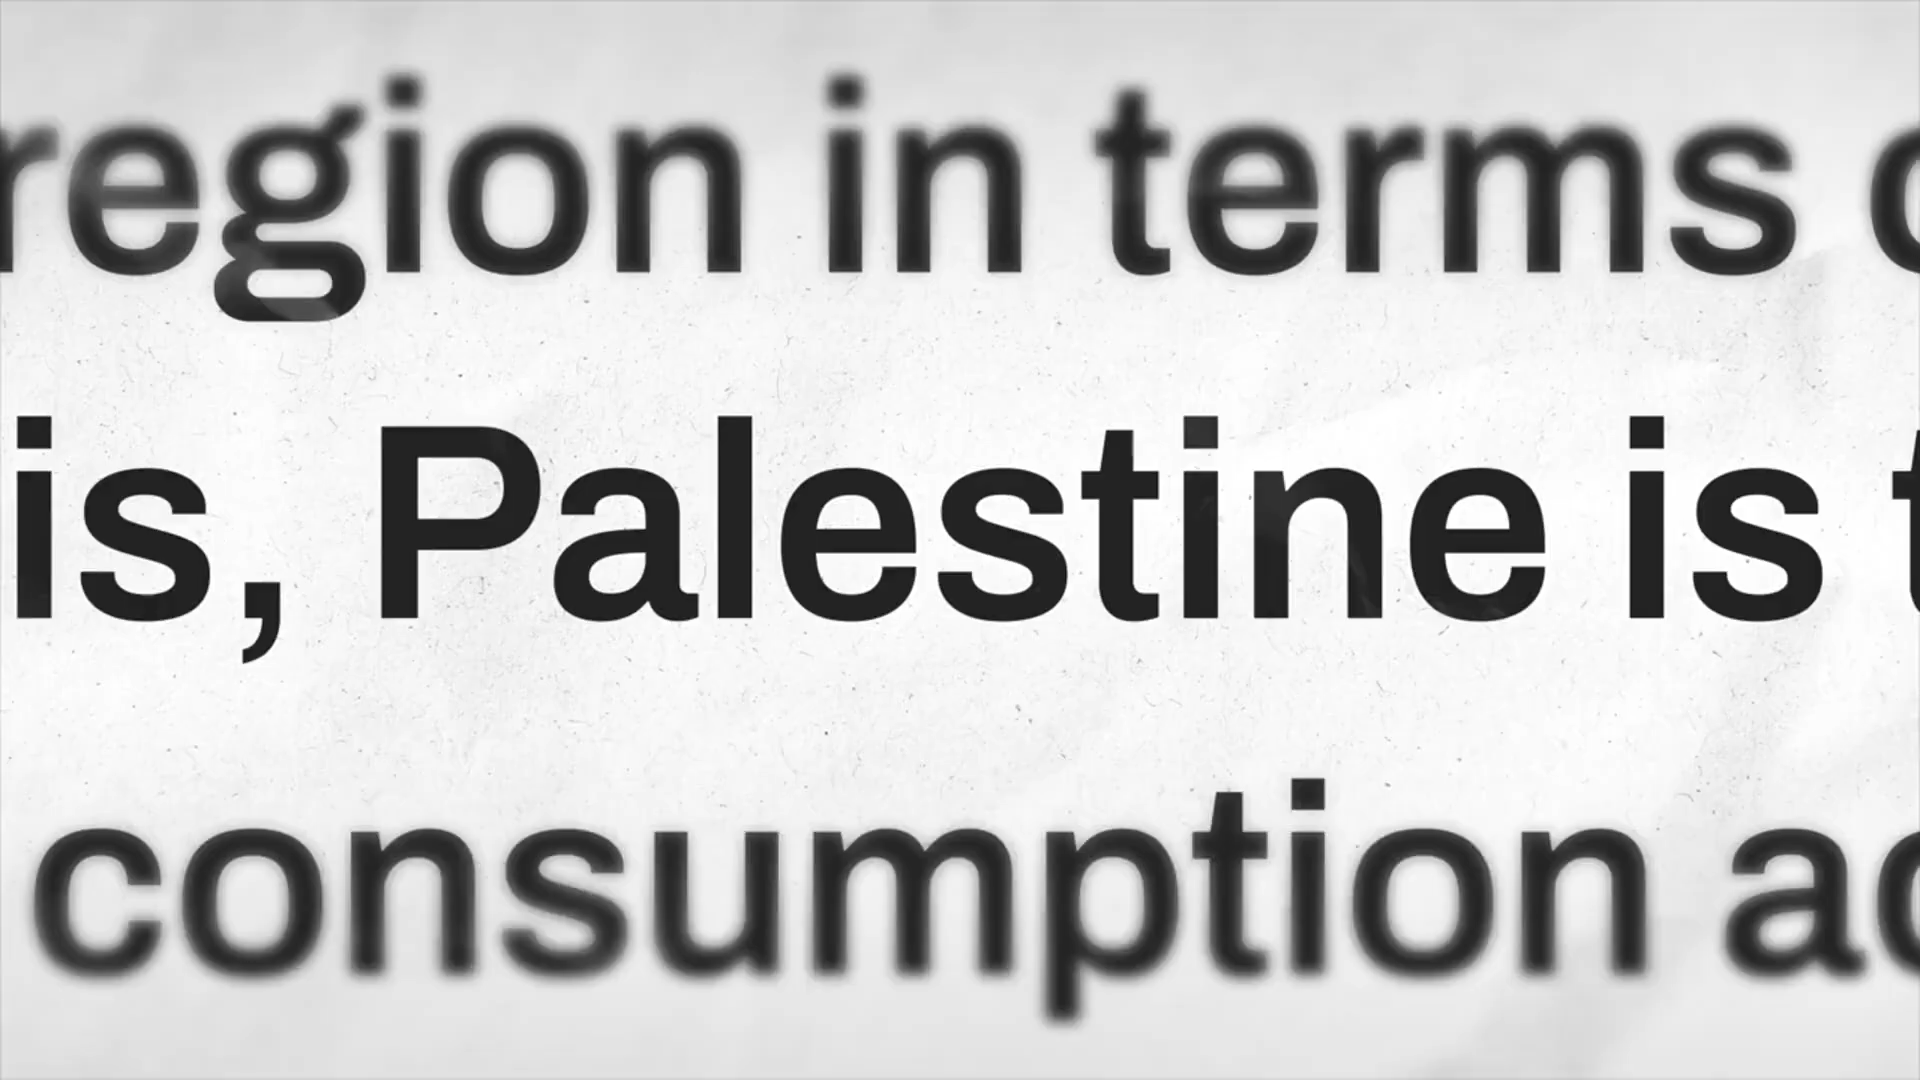 region in terms
is, Palestine is
consumption